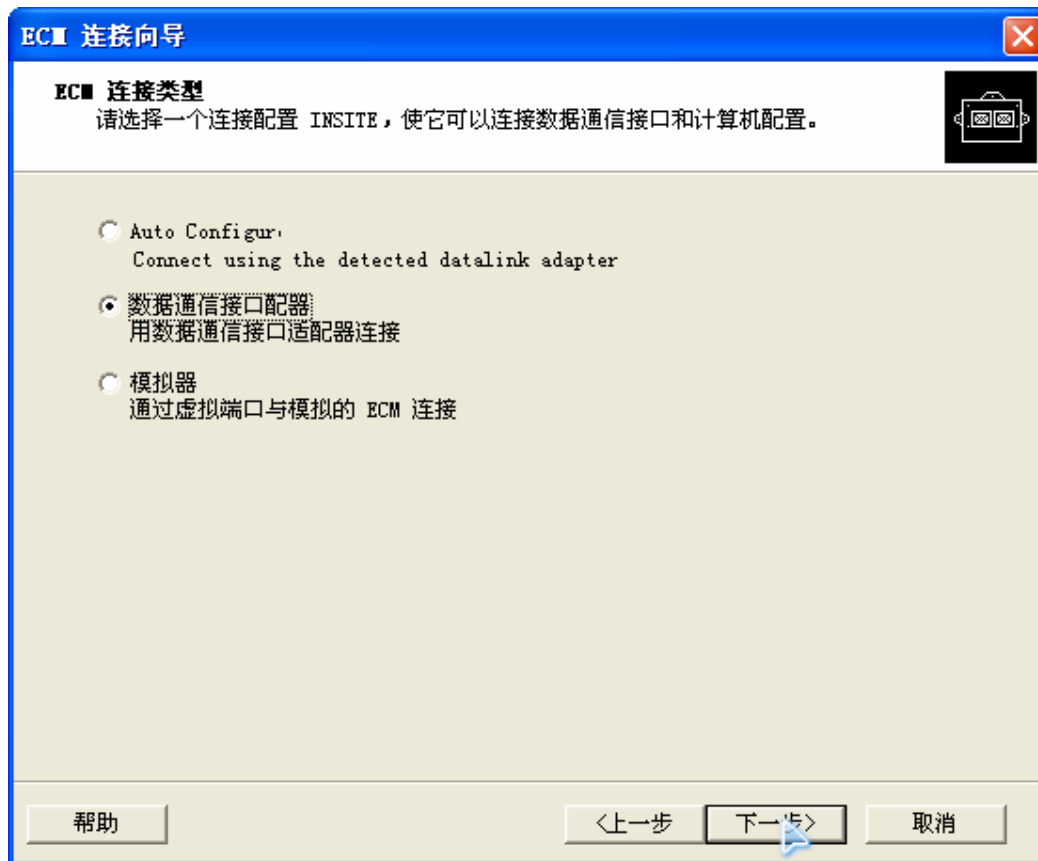 ECM 连接向导
ECM 连接类型
请选择一个连接配置 INSITE,使它可以连接数据通信接口和计算机配置。
Auto Configur
Connect using the detected datalink adapter
数据通信接口配器
用数据通信接口适配器连接
模拟器
通过虚拟端口与模拟的 ECM 连接
帮助
<上一步
下一步>
取消